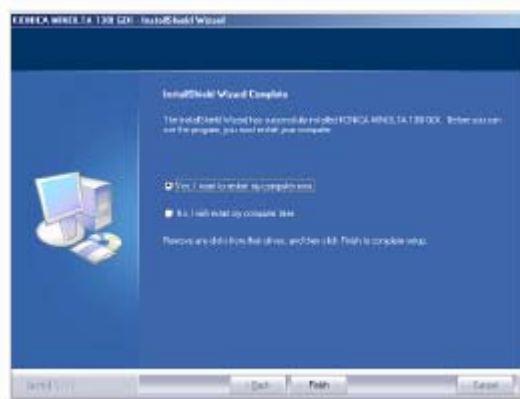 KONICA MINOLTA 130f GDI - InstallShield Wizard
InstallShield Wizard Complete
The InstallShield Wizard has successfully installed KONICA MINOLTA 130f GDI. Before you can
use the program, you must restart your computer.
Yes, I want to restart my computer now.
No, I will restart my computer later.
Remove any disks from their drives, and then click Finish to complete setup.
InstallShield
< Back
Finish
Cancel